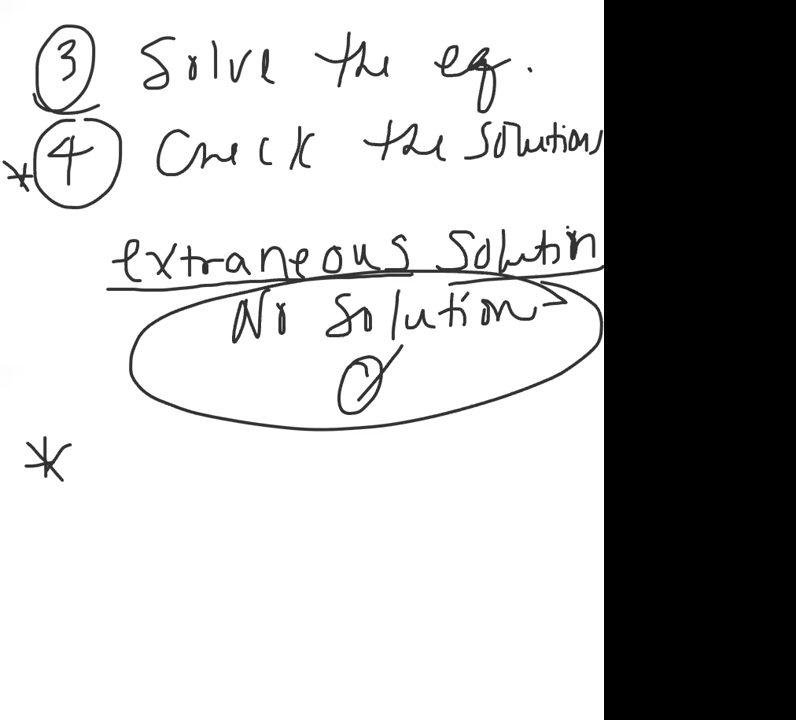 ③ Solve the eq.
* ④ Check the solutions
extraneous solution
No solution
∅
*